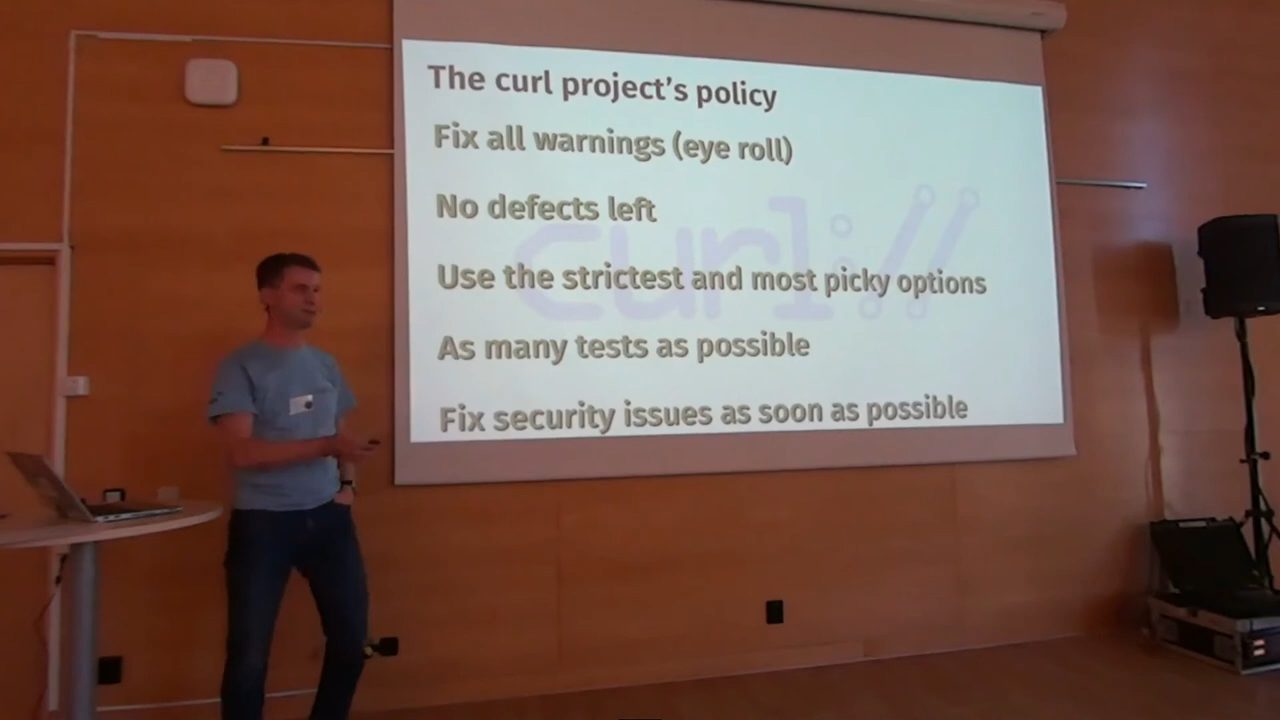 The curl project's policy
Fix all warnings (eye roll)
No defects left
curl://
Use the strictest and most picky options
As many tests as possible
Fix security issues as soon as possible